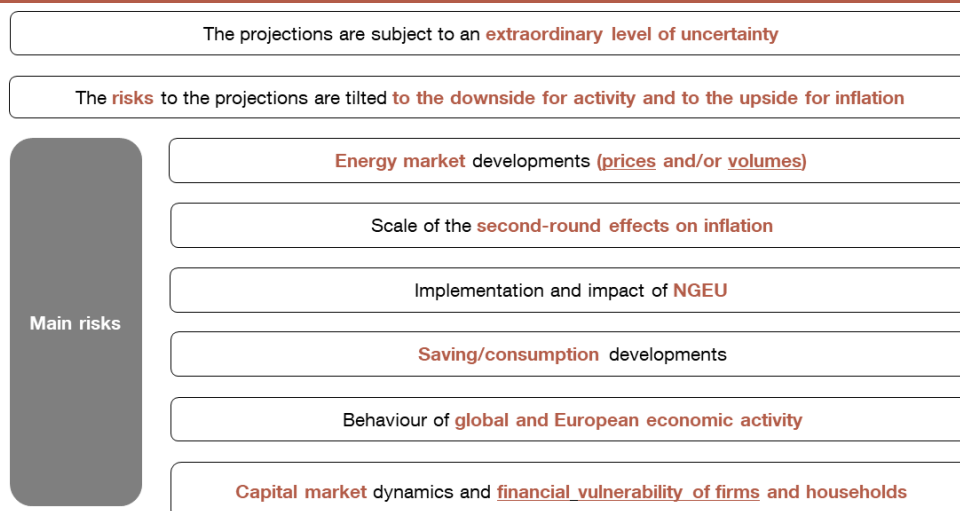 The projections are subject to an extraordinary level of uncertainty
The risks to the projections are tilted to the downside for activity and to the upside for inflation
Main risks
Energy market developments (prices and/or volumes)
Scale of the second-round effects on inflation
Implementation and impact of NGEU
Saving/consumption developments
Behaviour of global and European economic activity
Capital market dynamics and financial vulnerability of firms and households